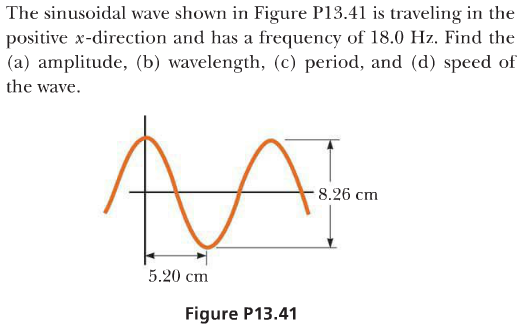 The sinusoidal wave shown in Figure P13.41 is traveling in the
positive x-direction and has a frequency of 18.0 Hz. Find the
(a) amplitude, (b) wavelength, (c) period, and (d) speed of
the wave.
8.26 cm
5.20 cm
Figure P13.41